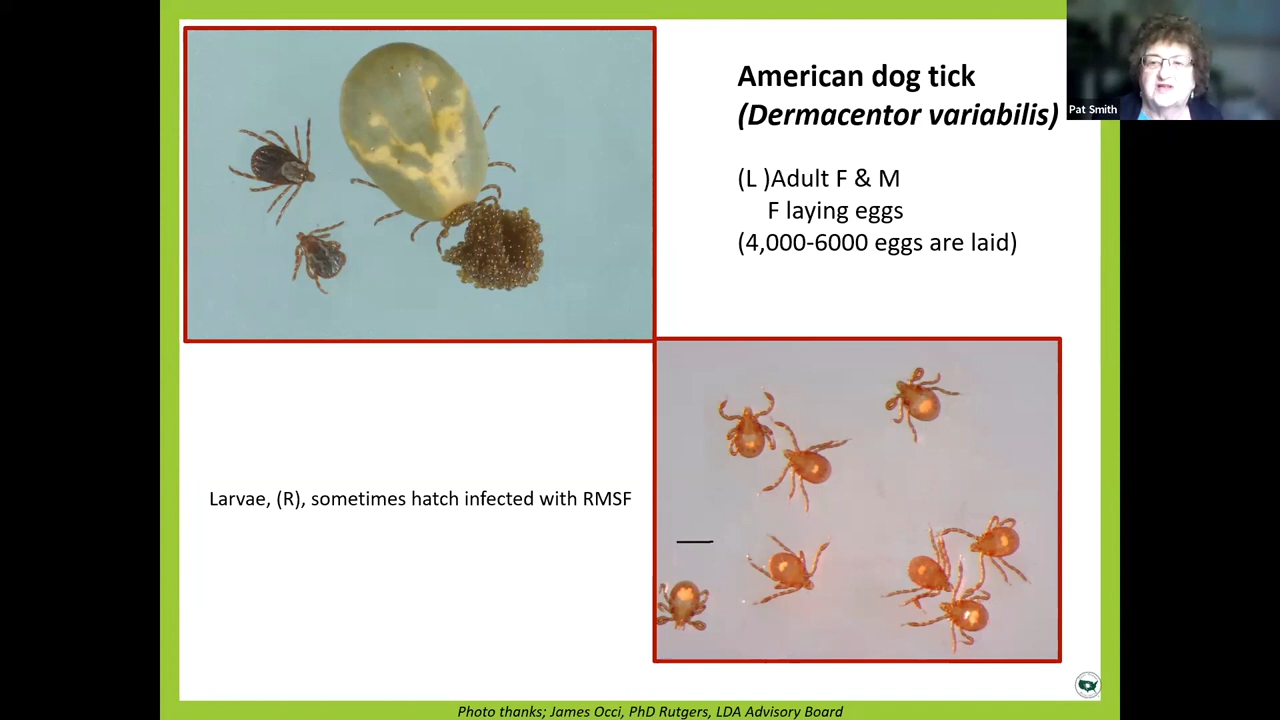 American dog tick
(Dermacentor variabilis)
Pat Smith
(L )Adult F & M
F laying eggs
(4,000-6000 eggs are laid)
Larvae, (R), sometimes hatch infected with RMSF
Photo thanks; James Occi, PhD Rutgers, LDA Advisory Board